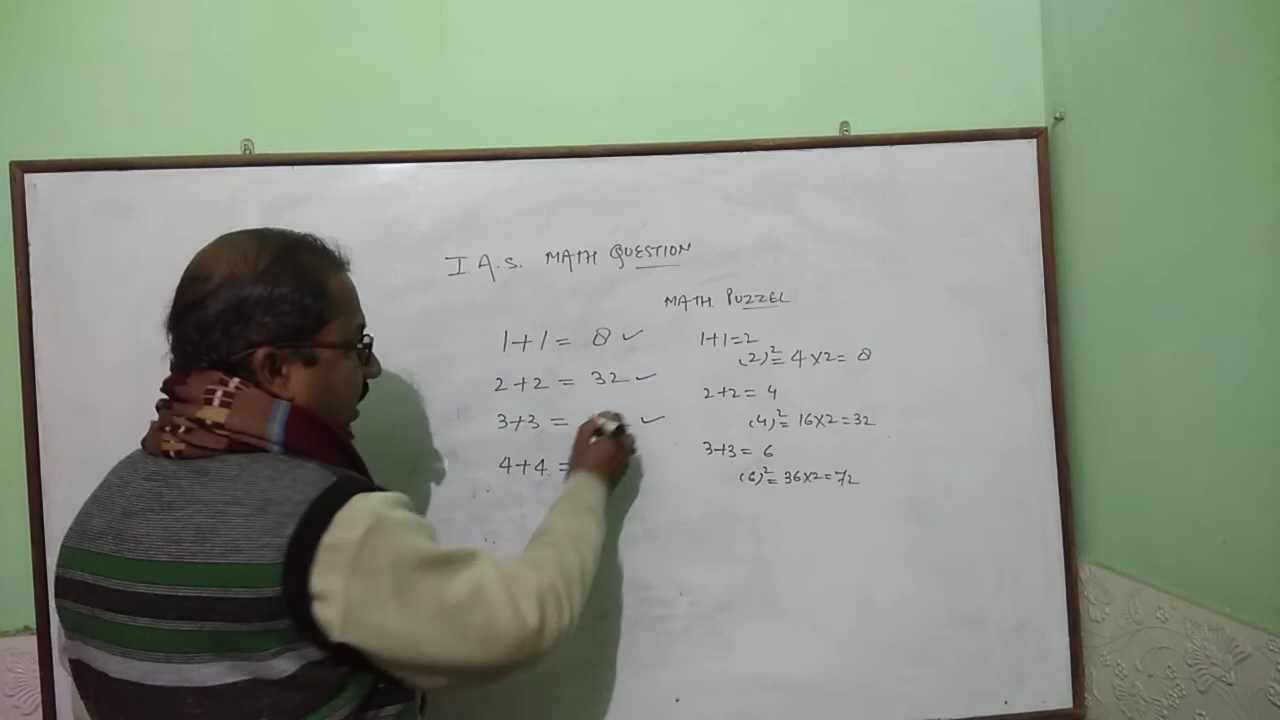 I.A.S. MATH QUESTION
MATH PUZZEL
1+1= 8 ✓
2+2 = 32 ✓
3+3 = ✓
4+4 =
1+1=2
(2)²= 4×2= 8
2+2= 4
(4)²= 16×2=32
3+3= 6
(6)²= 36×2=72